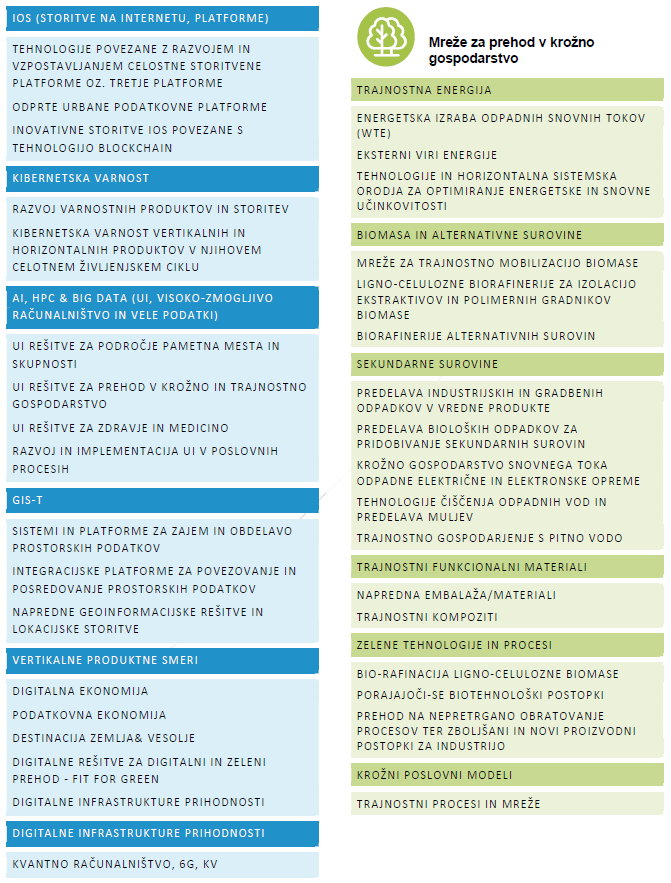 IOS (STORITVE NA INTERNETU, PLATFORME)
TEHNOLOGIJE POVEZANE Z RAZVOJEM IN
VZPOSTAVLJANJEM CELOSTNE STORITVENE
PLATFORME OZ. TRETJE PLATFORME
ODPRTE URBANE PODATKOVNE PLATFORME
INOVATIVNE STORITVE IOS POVEZANE S
TEHNOLOGIJO BLOCKCHAIN
KIBERNETSKA VARNOST
RAZVOJ VARNOSTNIH PRODUKTOV IN STORITEV
KIBERNETSKA VARNOST VERTIKALNIH IN
HORIZONTALNIH PRODUKTOV V NJIHOVEM
CELOTNEM ŽIVLJENJSKEM CIKLU
AI, HPC & BIG DATA (UI, VISOKO-ZMOGLJIVO
RAČUNALNIŠTVO IN VELE PODATKI)
UI REŠITVE ZA PODROČJE PAMETNA MESTA IN
SKUPNOSTI
UI REŠITVE ZA PREHOD V KROŽNO IN TRAJNOSTNO
GOSPODARSTVO
UI REŠITVE ZA ZDRAVJE IN MEDICINO
RAZVOJ IN IMPLEMENTACIJA UI V POSLOVNIH
PROCESIH
GIS-T
SISTEMI IN PLATFORME ZA ZAJEM IN OBDELAVO
PROSTORSKIH PODATKOV
INTEGRACIJSKE PLATFORME ZA POVEZOVANJE IN
POSREDOVANJE PROSTORSKIH PODATKOV
NAPREDNE GEOINFORMACIJSKE REŠITVE IN
LOKACIJSKE STORITVE
VERTIKALNE PRODUKTNE SMERI
DIGITALNA EKONOMIJA
PODATKOVNA EKONOMIJA
DESTINACIJA ZEMLJA& VESOLJE
DIGITALNE REŠITVE ZA DIGITALNI IN ZELENI
PREHOD - FIT FOR GREEN
DIGITALNE INFRASTRUKTURE PRIHODNOSTI
DIGITALNE INFRASTRUKTURE PRIHODNOSTI
KVANTNO RAČUNALNIŠTVO, 6G, KV
Mreže za prehod v krožno
gospodarstvo
TRAJNOSTNA ENERGIJA
ENERGETSKA IZRABA ODPADNIH SNOVNIH TOKOV
(WTE)
EKSTERNI VIRI ENERGIJE
TEHNOLOGIJE IN HORIZONTALNA SISTEMSKA
ORODJA ZA OPTIMIRANJE ENERGETSKE IN SNOVNE
UČINKOVITOSTI
BIOMASA IN ALTERNATIVNE SUROVINE
MREŽE ZA TRAJNOSTNO MOBILIZACIJO BIOMASE
LIGNO-CELULOZNE BIORAFINERIJE ZA IZOLACIJO
EKSTRAKTIVOV IN POLIMERNIH GRADNIKOV
BIOMASE
BIORAFINERIJE ALTERNATIVNIH SUROVIN
SEKUNDARNE SUROVINE
PREDELAVA INDUSTRIJSKIH IN GRADBENIH
ODPADKOV V VREDNE PRODUKTE
PREDELAVA BIOLOŠKIH ODPADKOV ZA
PRIDOBIVANJE SEKUNDARNIH SUROVIN
KROŽNO GOSPODARSTVO SNOVNEGA TOKA
ODPADNE ELEKTRIČNE IN ELEKTRONSKE OPREME
TEHNOLOGIJE ČIŠČENJA ODPADNIH VOD IN
PREDELAVA MULJEV
TRAJNOSTNO GOSPODARJENJE S PITNO VODO
TRAJNOSTNI FUNKCIONALNI MATERIALI
NAPREDNA EMBALAŽA/MATERIALI
TRAJNOSTNI KOMPOZITI
ZELENE TEHNOLOGIJE IN PROCESI
BIO-RAFINACIJA LIGNO-CELULOZNE BIOMASE
PORAJAJOČI-SE BIOTEHNOLOŠKI POSTOPKI
PREHOD NA NEPRETRGANO OBRATOVANJE
PROCESOV TER ZBOLJŠANI IN NOVI PROIZVODNI
POSTOPKI ZA INDUSTRIJO
KROŽNI POSLOVNI MODELI
TRAJNOSTNI PROCESI IN MREŽE